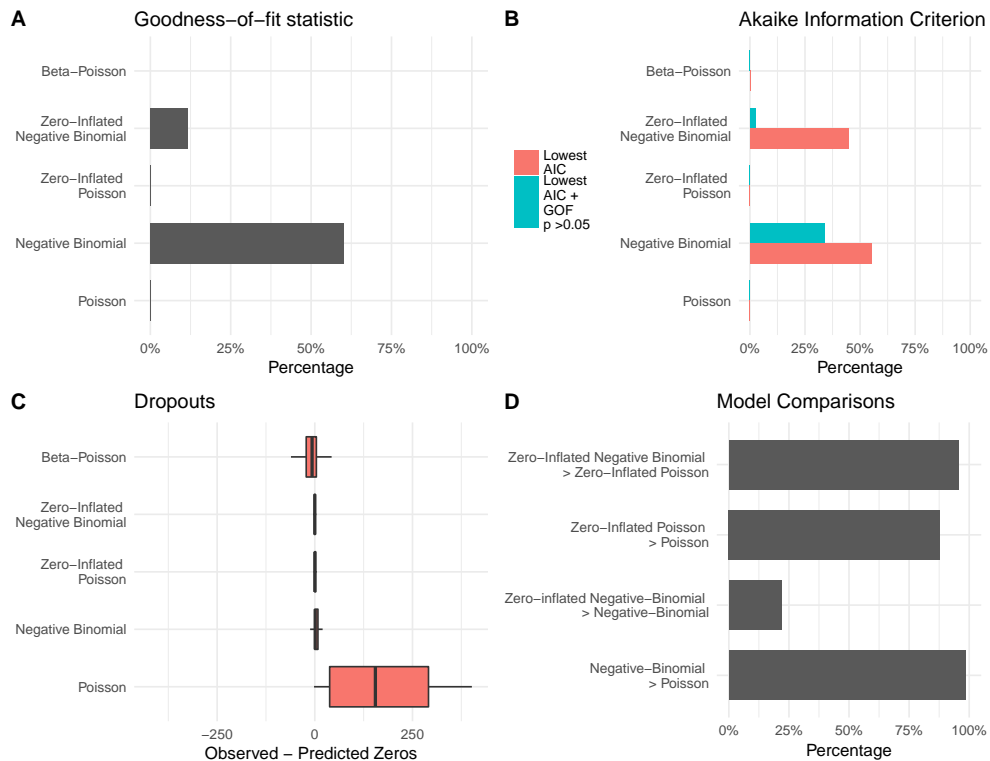 A
Goodness−of−fit statistic
Beta−Poisson
Zero−Inflated
Negative Binomial
Zero−Inflated
Poisson
Negative Binomial
Poisson
0%
25%
50%
75%
100%
Percentage
B
Akaike Information Criterion
Lowest
AIC
Lowest
AIC +
GOF
p >0.05
Beta−Poisson
Zero−Inflated
Negative Binomial
Zero−Inflated
Poisson
Negative Binomial
Poisson
0%
25%
50%
75%
100%
Percentage
C
Dropouts
Beta−Poisson
Zero−Inflated
Negative Binomial
Zero−Inflated
Poisson
Negative Binomial
Poisson
−250
0
250
Observed − Predicted Zeros
D
Model Comparisons
Zero−Inflated Negative Binomial
> Zero−Inflated Poisson
Zero−Inflated Poisson
> Poisson
Zero−inflated Negative−Binomial
> Negative−Binomial
Negative−Binomial
> Poisson
0%
25%
50%
75%
100%
Percentage